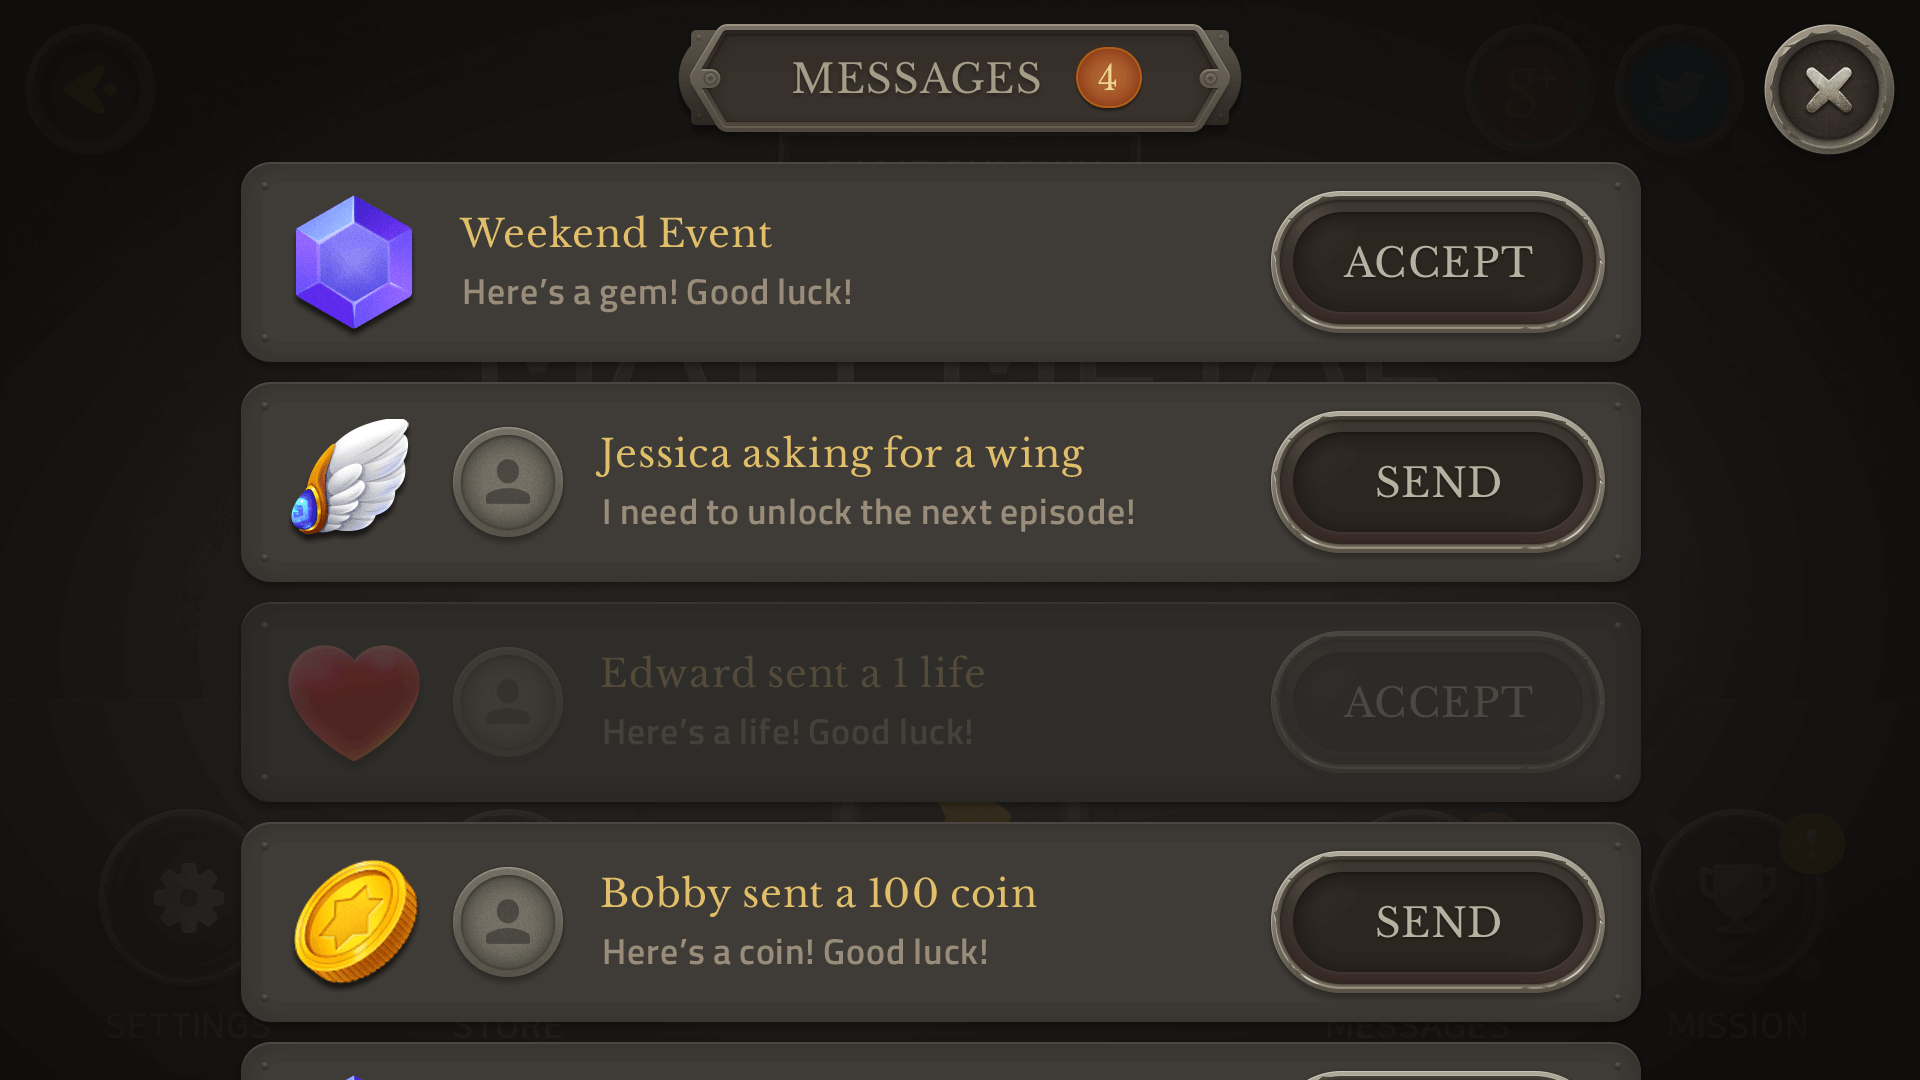 MESSAGES 4
Weekend Event
Here's a gem! Good luck!
ACCEPT
Jessica asking for a wing
I need to unlock the next episode!
SEND
Edward sent a 1 life
Here's a life! Good luck!
ACCEPT
Bobby sent a 100 coin
Here's a coin! Good luck!
SEND
SETTINGS
STORE
MESSAGES
MISSION